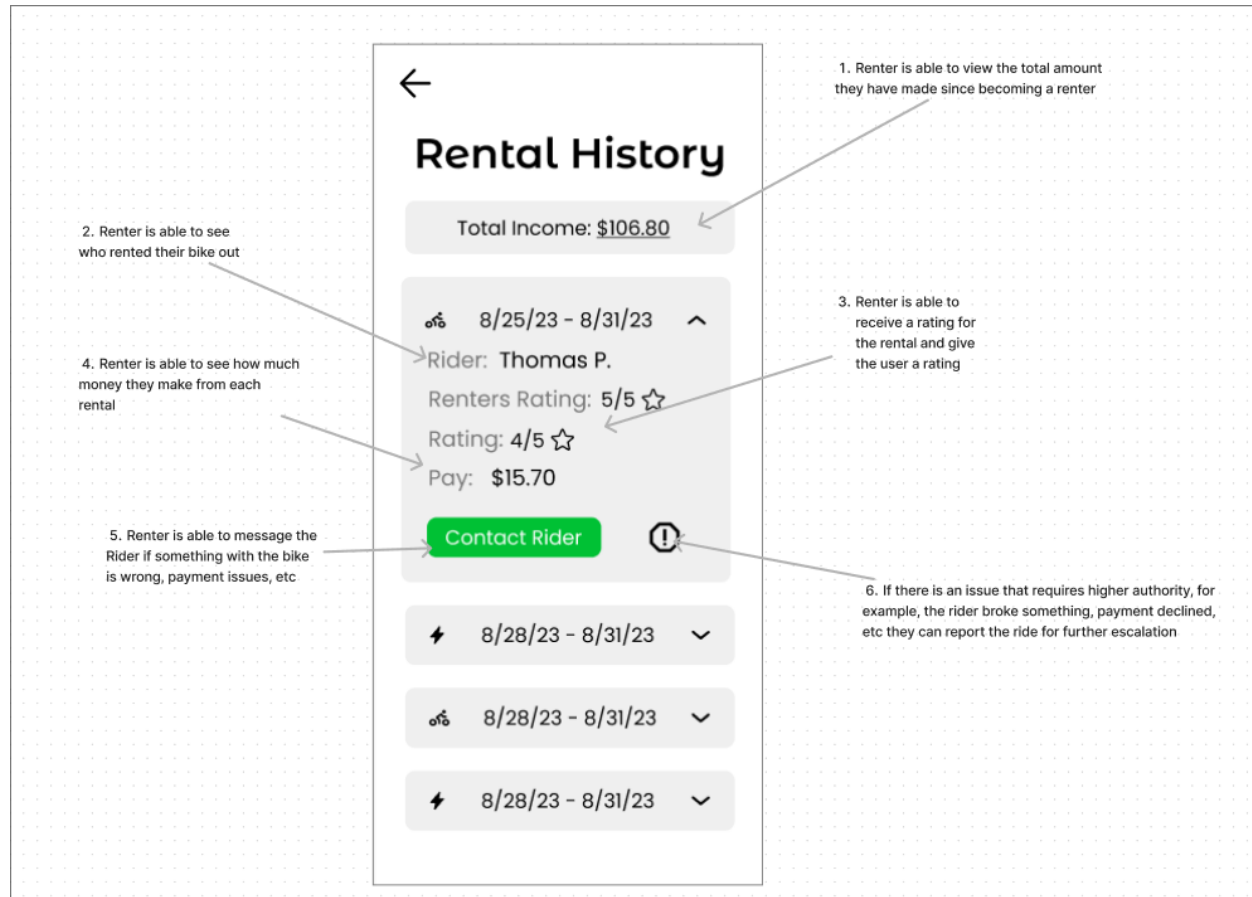 Rental History
Total Income: $106.80
8/25/23 - 8/31/23
Rider: Thomas P.
Renters Rating: 5/5
Rating: 4/5
Pay: $15.70
Contact Rider
8/28/23 - 8/31/23
8/28/23 - 8/31/23
8/28/23 - 8/31/23
1. Renter is able to view the total amount
they have made since becoming a renter
2. Renter is able to see
who rented their bike out
3. Renter is able to
receive a rating for
the rental and give
the user a rating
4. Renter is able to see how much
money they make from each
rental
5. Renter is able to message the
Rider if something with the bike
is wrong, payment issues, etc
6. If there is an issue that requires higher authority, for
example, the rider broke something, payment declined,
etc they can report the ride for further escalation